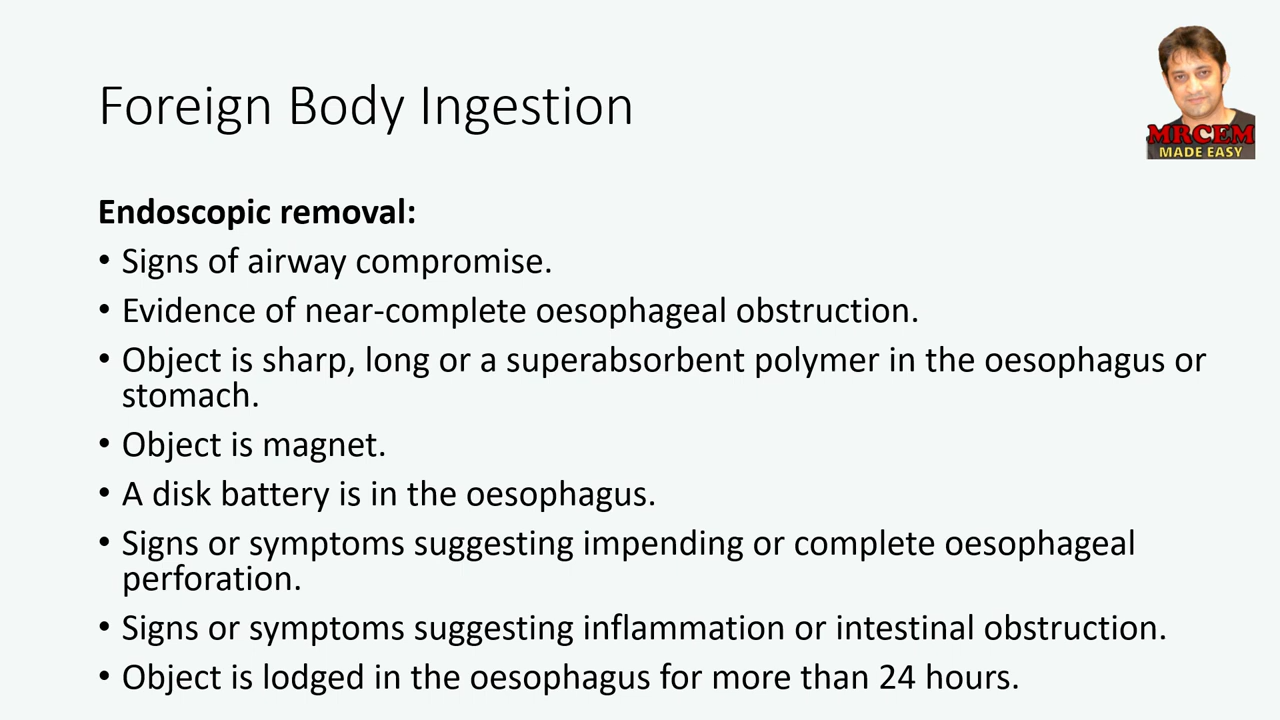 Foreign Body Ingestion
MRCEM
MADE EASY
Endoscopic removal:
• Signs of airway compromise.
• Evidence of near-complete oesophageal obstruction.
• Object is sharp, long or a superabsorbent polymer in the oesophagus or
stomach.
• Object is magnet.
• A disk battery is in the oesophagus.
• Signs or symptoms suggesting impending or complete oesophageal
perforation.
• Signs or symptoms suggesting inflammation or intestinal obstruction.
• Object is lodged in the oesophagus for more than 24 hours.